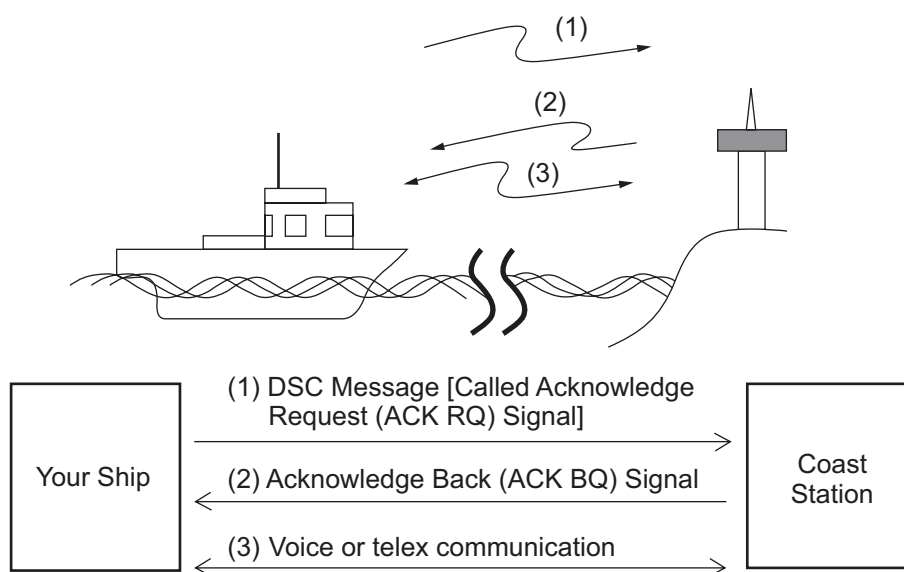 (1)
(2)
(3)
(1) DSC Message [Called Acknowledge
Request (ACK RQ) Signal]
Your Ship
(2) Acknowledge Back (ACK BQ) Signal
Coast
Station
(3) Voice or telex communication